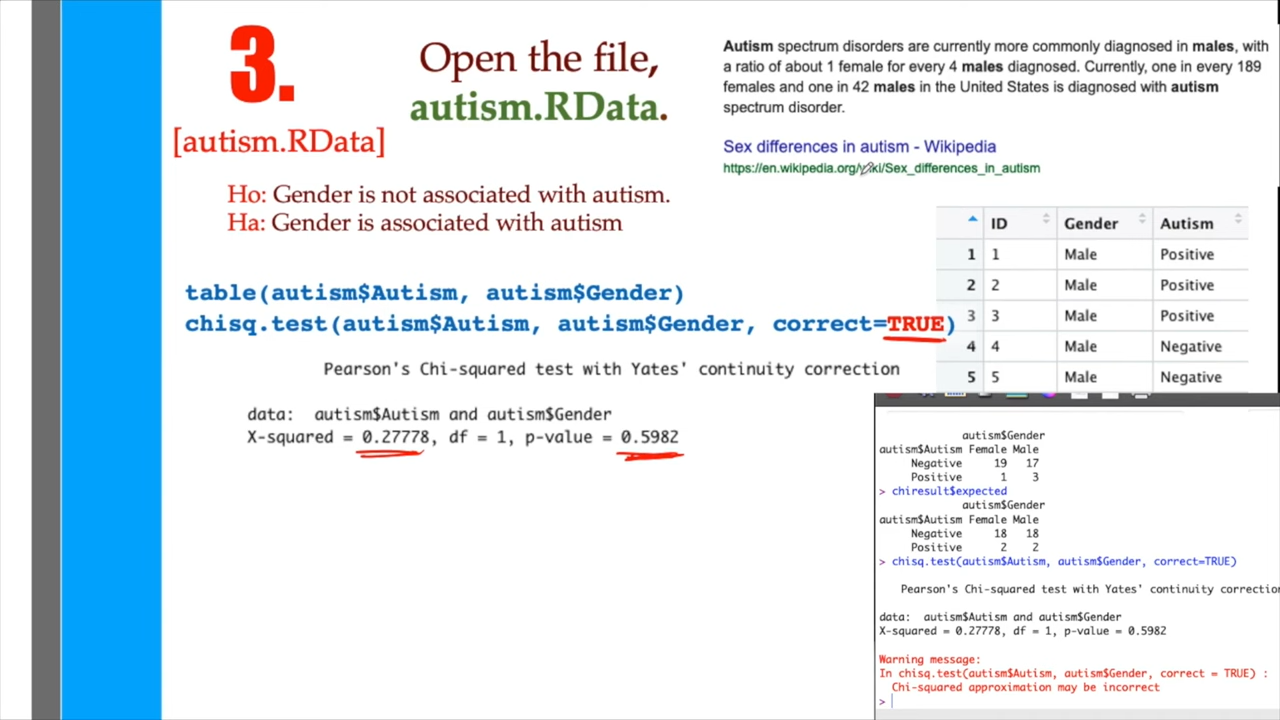 3.
[autism.RData]
Open the file,
autism.RData.
Autism spectrum disorders are currently more commonly diagnosed in males, with
a ratio of about 1 female for every 4 males diagnosed. Currently, one in every 189
females and one in 42 males in the United States is diagnosed with autism
spectrum disorder.
Sex differences in autism - Wikipedia
https://en.wikipedia.org/wiki/Sex_differences_in_autism
Ho: Gender is not associated with autism.
Ha: Gender is associated with autism
ID Gender Autism
1 1 Male Positive
2 2 Male Positive
3 3 Male Positive
4 4 Male Negative
5 5 Male Negative
table(autism$Autism, autism$Gender)
chisq.test(autism$Autism, autism$Gender, correct=TRUE)
Pearson's Chi-squared test with Yates' continuity correction
data: autism$Autism and autism$Gender
X-squared = 0.27778, df = 1, p-value = 0.5982
autism$Gender
autism$Autism Female Male
Negative 19 17
Positive 1 3
> chiresult$expected
autism$Gender
autism$Autism Female Male
Negative 18 18
Positive 2 2
> chisq.test(autism$Autism, autism$Gender, correct=TRUE)
Pearson's Chi-squared test with Yates' continuity correction
data: autism$Autism and autism$Gender
X-squared = 0.27778, df = 1, p-value = 0.5982
Warning message:
In chisq.test(autism$Autism, autism$Gender, correct = TRUE) :
Chi-squared approximation may be incorrect
>